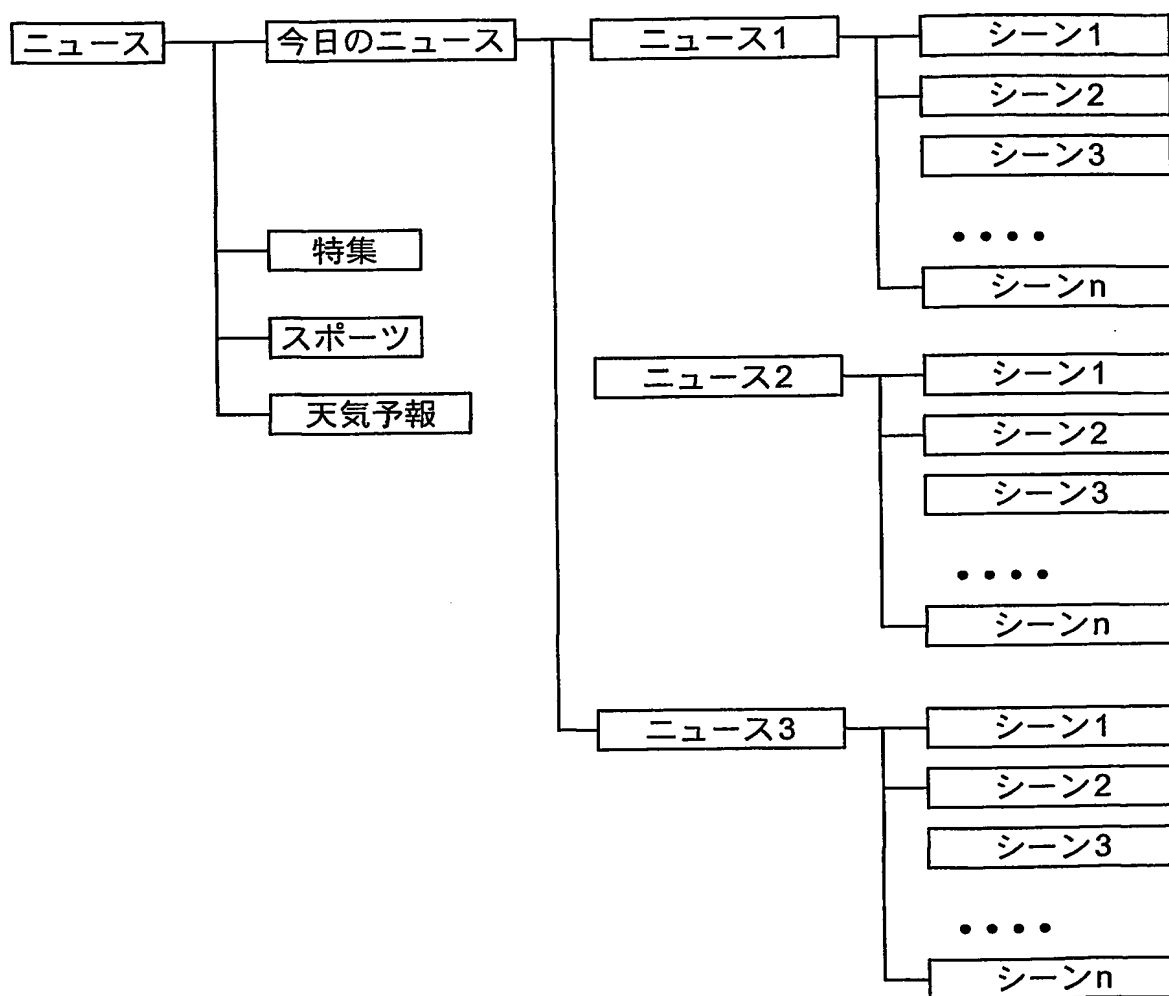 ニュース
今日のニュース
特集
スポーツ
天気予報
ニュース1
シーン1
シーン2
シーン3
••••
シーンn
ニュース2
シーン1
シーン2
シーン3
••••
シーンn
ニュース3
シーン1
シーン2
シーン3
••••
シーンn